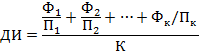 ДИ = (Ф₁/П₁ + Ф₂/П₂ + ⋯ + Фк/Пк) / К